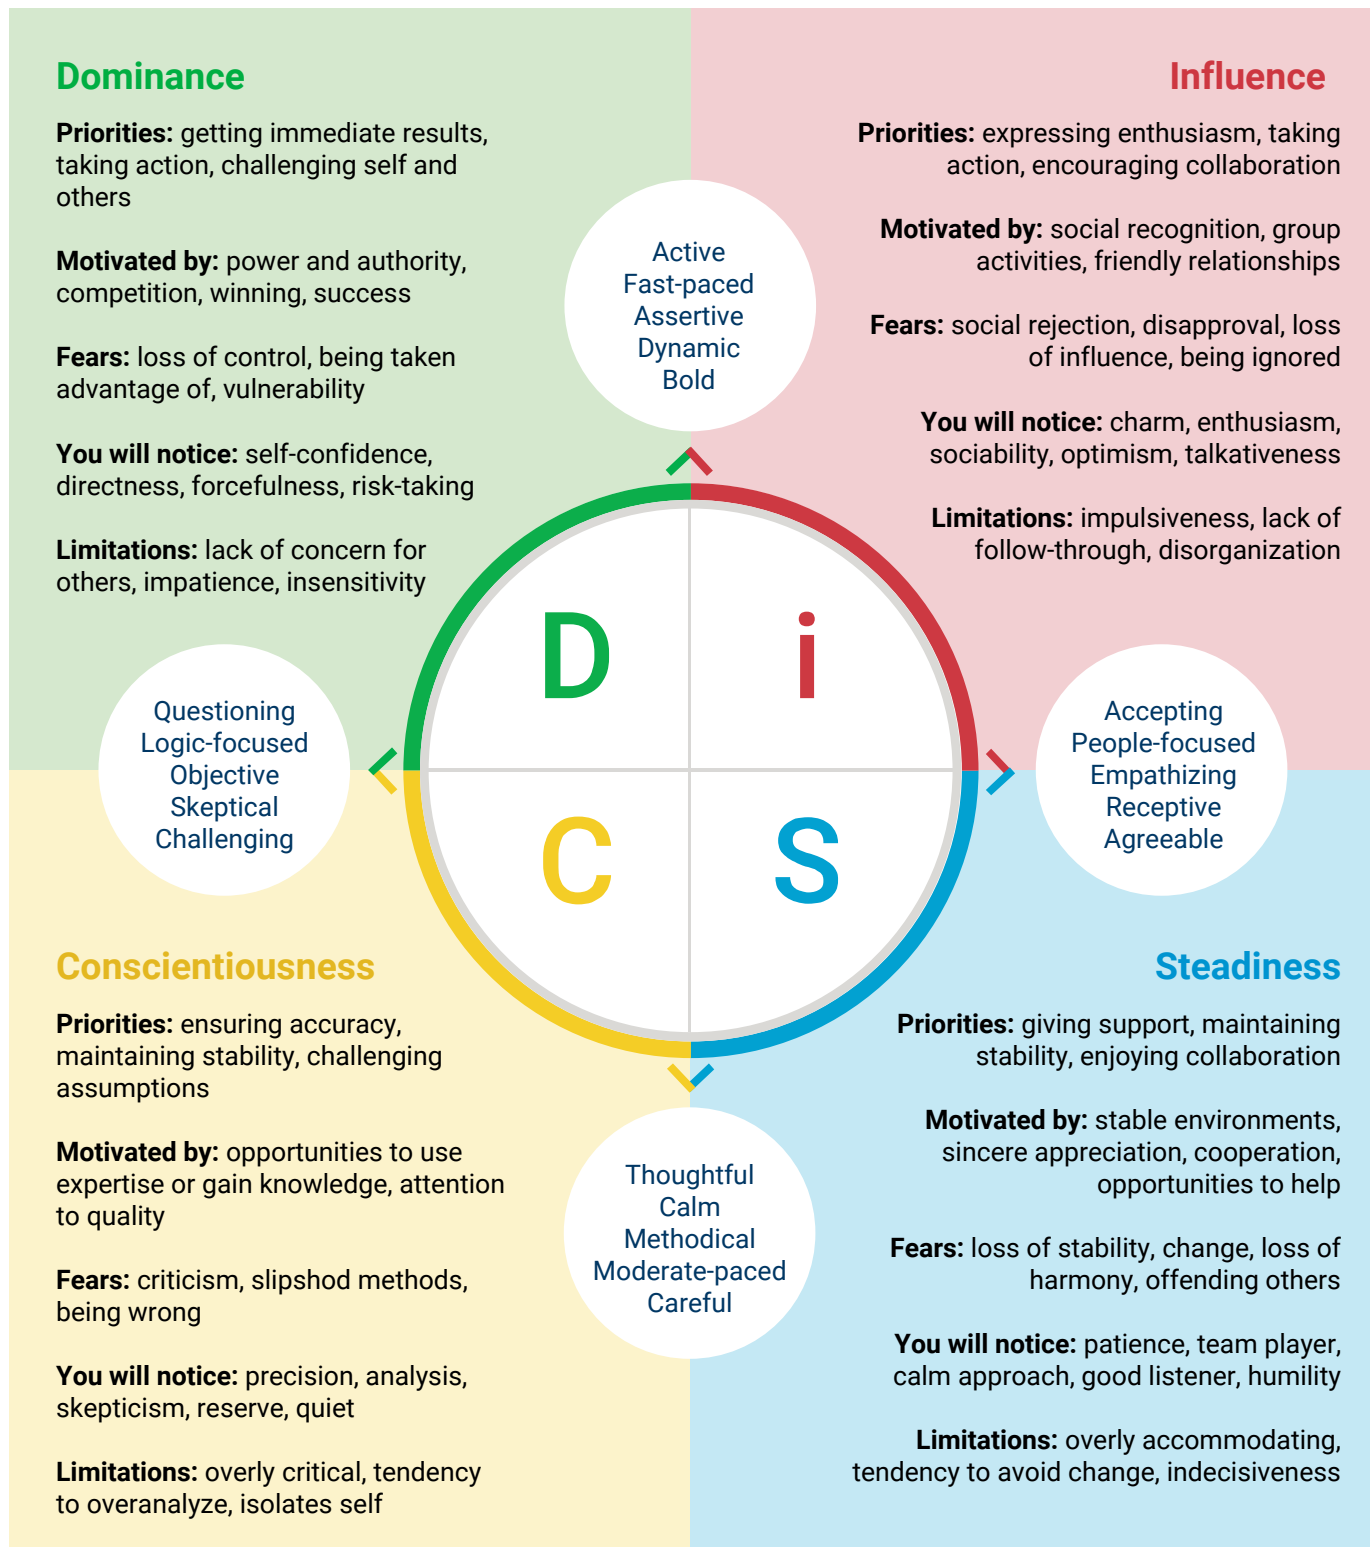 Dominance
Priorities: getting immediate results,
taking action, challenging self and
others
Motivated by: power and authority,
competition, winning, success
Fears: loss of control, being taken
advantage of, vulnerability
You will notice: self-confidence,
directness, forcefulness, risk-taking
Limitations: lack of concern for
others, impatience, insensitivity
Influence
Priorities: expressing enthusiasm, taking
action, encouraging collaboration
Motivated by: social recognition, group
activities, friendly relationships
Fears: social rejection, disapproval, loss
of influence, being ignored
You will notice: charm, enthusiasm,
sociability, optimism, talkativeness
Limitations: impulsiveness, lack of
follow-through, disorganization
Active
Fast-paced
Assertive
Dynamic
Bold
Questioning
Logic-focused
Objective
Skeptical
Challenging
D
i
C
S
Accepting
People-focused
Empathizing
Receptive
Agreeable
Conscientiousness
Priorities: ensuring accuracy,
maintaining stability, challenging
assumptions
Motivated by: opportunities to use
expertise or gain knowledge, attention
to quality
Fears: criticism, slipshod methods,
being wrong
You will notice: precision, analysis,
skepticism, reserve, quiet
Limitations: overly critical, tendency
to overanalyze, isolates self
Thoughtful
Calm
Methodical
Moderate-paced
Careful
Steadiness
Priorities: giving support, maintaining
stability, enjoying collaboration
Motivated by: stable environments,
sincere appreciation, cooperation,
opportunities to help
Fears: loss of stability, change, loss of
harmony, offending others
You will notice: patience, team player,
calm approach, good listener, humility
Limitations: overly accommodating,
tendency to avoid change, indecisiveness